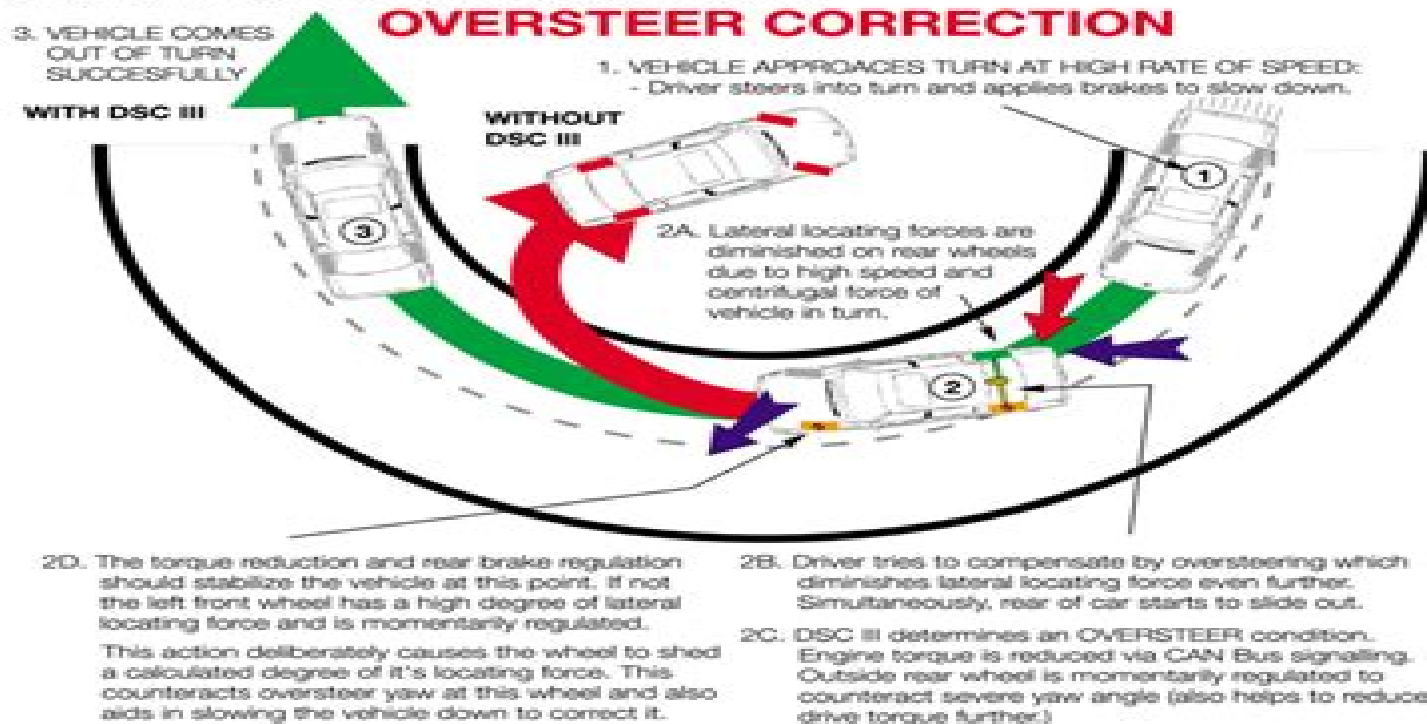 OVERSTEER CORRECTION
3. VEHICLE COMES
OUT OF TURN
SUCCESFULLY
WITH DSC III
WITHOUT
DSC III
1. VEHICLE APPROACES TURN AT HIGH RATE OF SPEED:
- Driver steers into turn and applies brakes to slow down.
1
3
2A. Lateral locating forces are
diminished on rear wheels
due to high speed and
centrifugal force of
vehicle in turn.
2
2D. The torque reduction and rear brake regulation
should stabilize the vehicle at this point. If not
the left front wheel has a high degree of lateral
locating force and is momentarily regulated.
This action deliberately causes the wheel to shed
a calculated degree of it's locating force. This
counteracts oversteer yaw at this wheel and also
aids in slowing the vehicle down to correct it.
2B. Driver tries to compensate by oversteering which
diminishes lateral locating force even further.
Simultaneously, rear of car starts to slide out.
2C. DSC III determines an OVERSTEER condition.
Engine torque is reduced via CAN Bus signalling.
Outside rear wheel is momentarily regulated to
counteract severe yaw angle (also helps to reduce
drive torque further.)